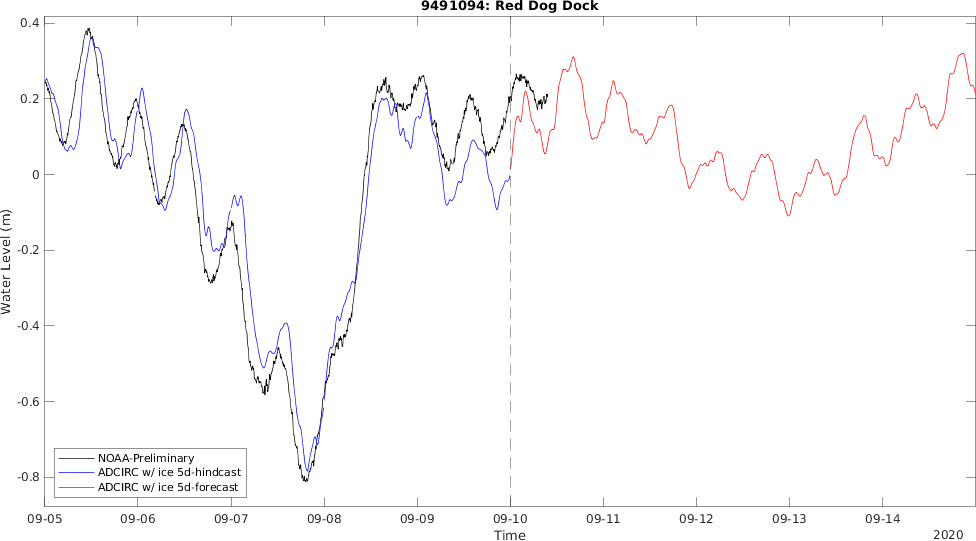 9491094: Red Dog Dock
Water Level (m)
0.4
0.2
0
-0.2
-0.4
-0.6
-0.8
NOAA-Preliminary
ADCIRC w/ ice 5d-hindcast
ADCIRC w/ ice 5d-forecast
09-05 09-06 09-07 09-08 09-09 09-10 09-11 09-12 09-13 09-14
Time
2020